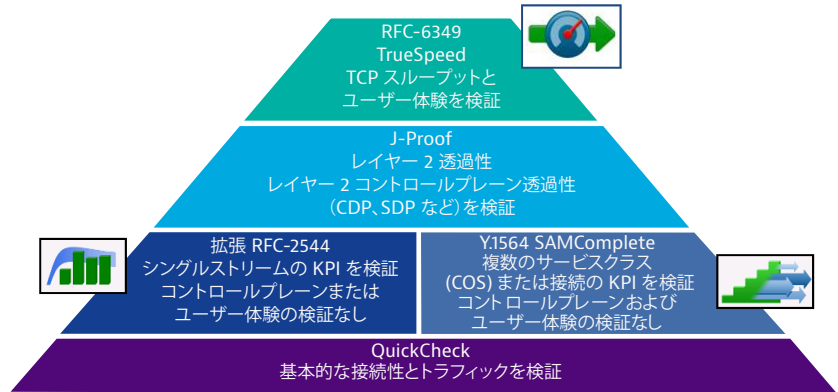 RFC-6349
TrueSpeed
TCP スループットと
ユーザー体験を検証
J-Proof
レイヤー 2 透過性
レイヤー 2 コントロールプレーン透過性
(CDP、SDP など)を検証
拡張 RFC-2544
シングルストリームの KPI を検証
コントロールプレーンまたは
ユーザー体験の検証なし
Y.1564 SAMComplete
複数のサービスクラス
(COS) または接続の KPI を検証
コントロールプレーンおよび
ユーザー体験の検証なし
QuickCheck
基本的な接続性とトラフィックを検証